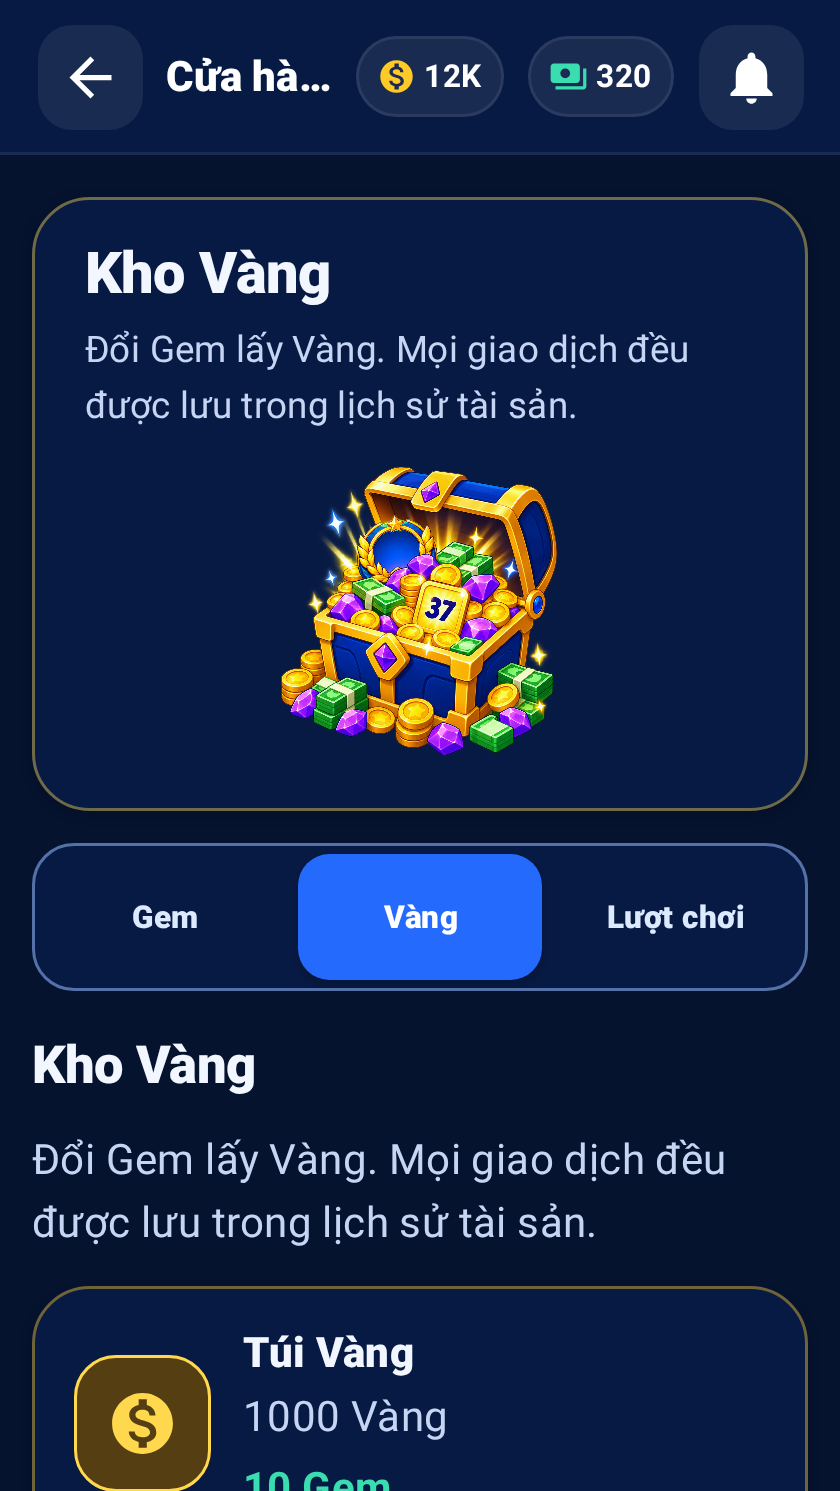 Cửa hà...
12K
320
Kho Vàng
Đổi Gem lấy Vàng. Mọi giao dịch đều
được lưu trong lịch sử tài sản.
37
Gem
Vàng
Lượt chơi
Kho Vàng
Đổi Gem lấy Vàng. Mọi giao dịch đều
được lưu trong lịch sử tài sản.
Túi Vàng
1000 Vàng
10 Gem